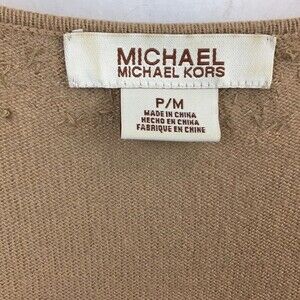 MICHAEL
MICHAEL KORS
P/M
MADE IN CHINA
HECHO EN CHINA
FABRIQUE EN CHINE